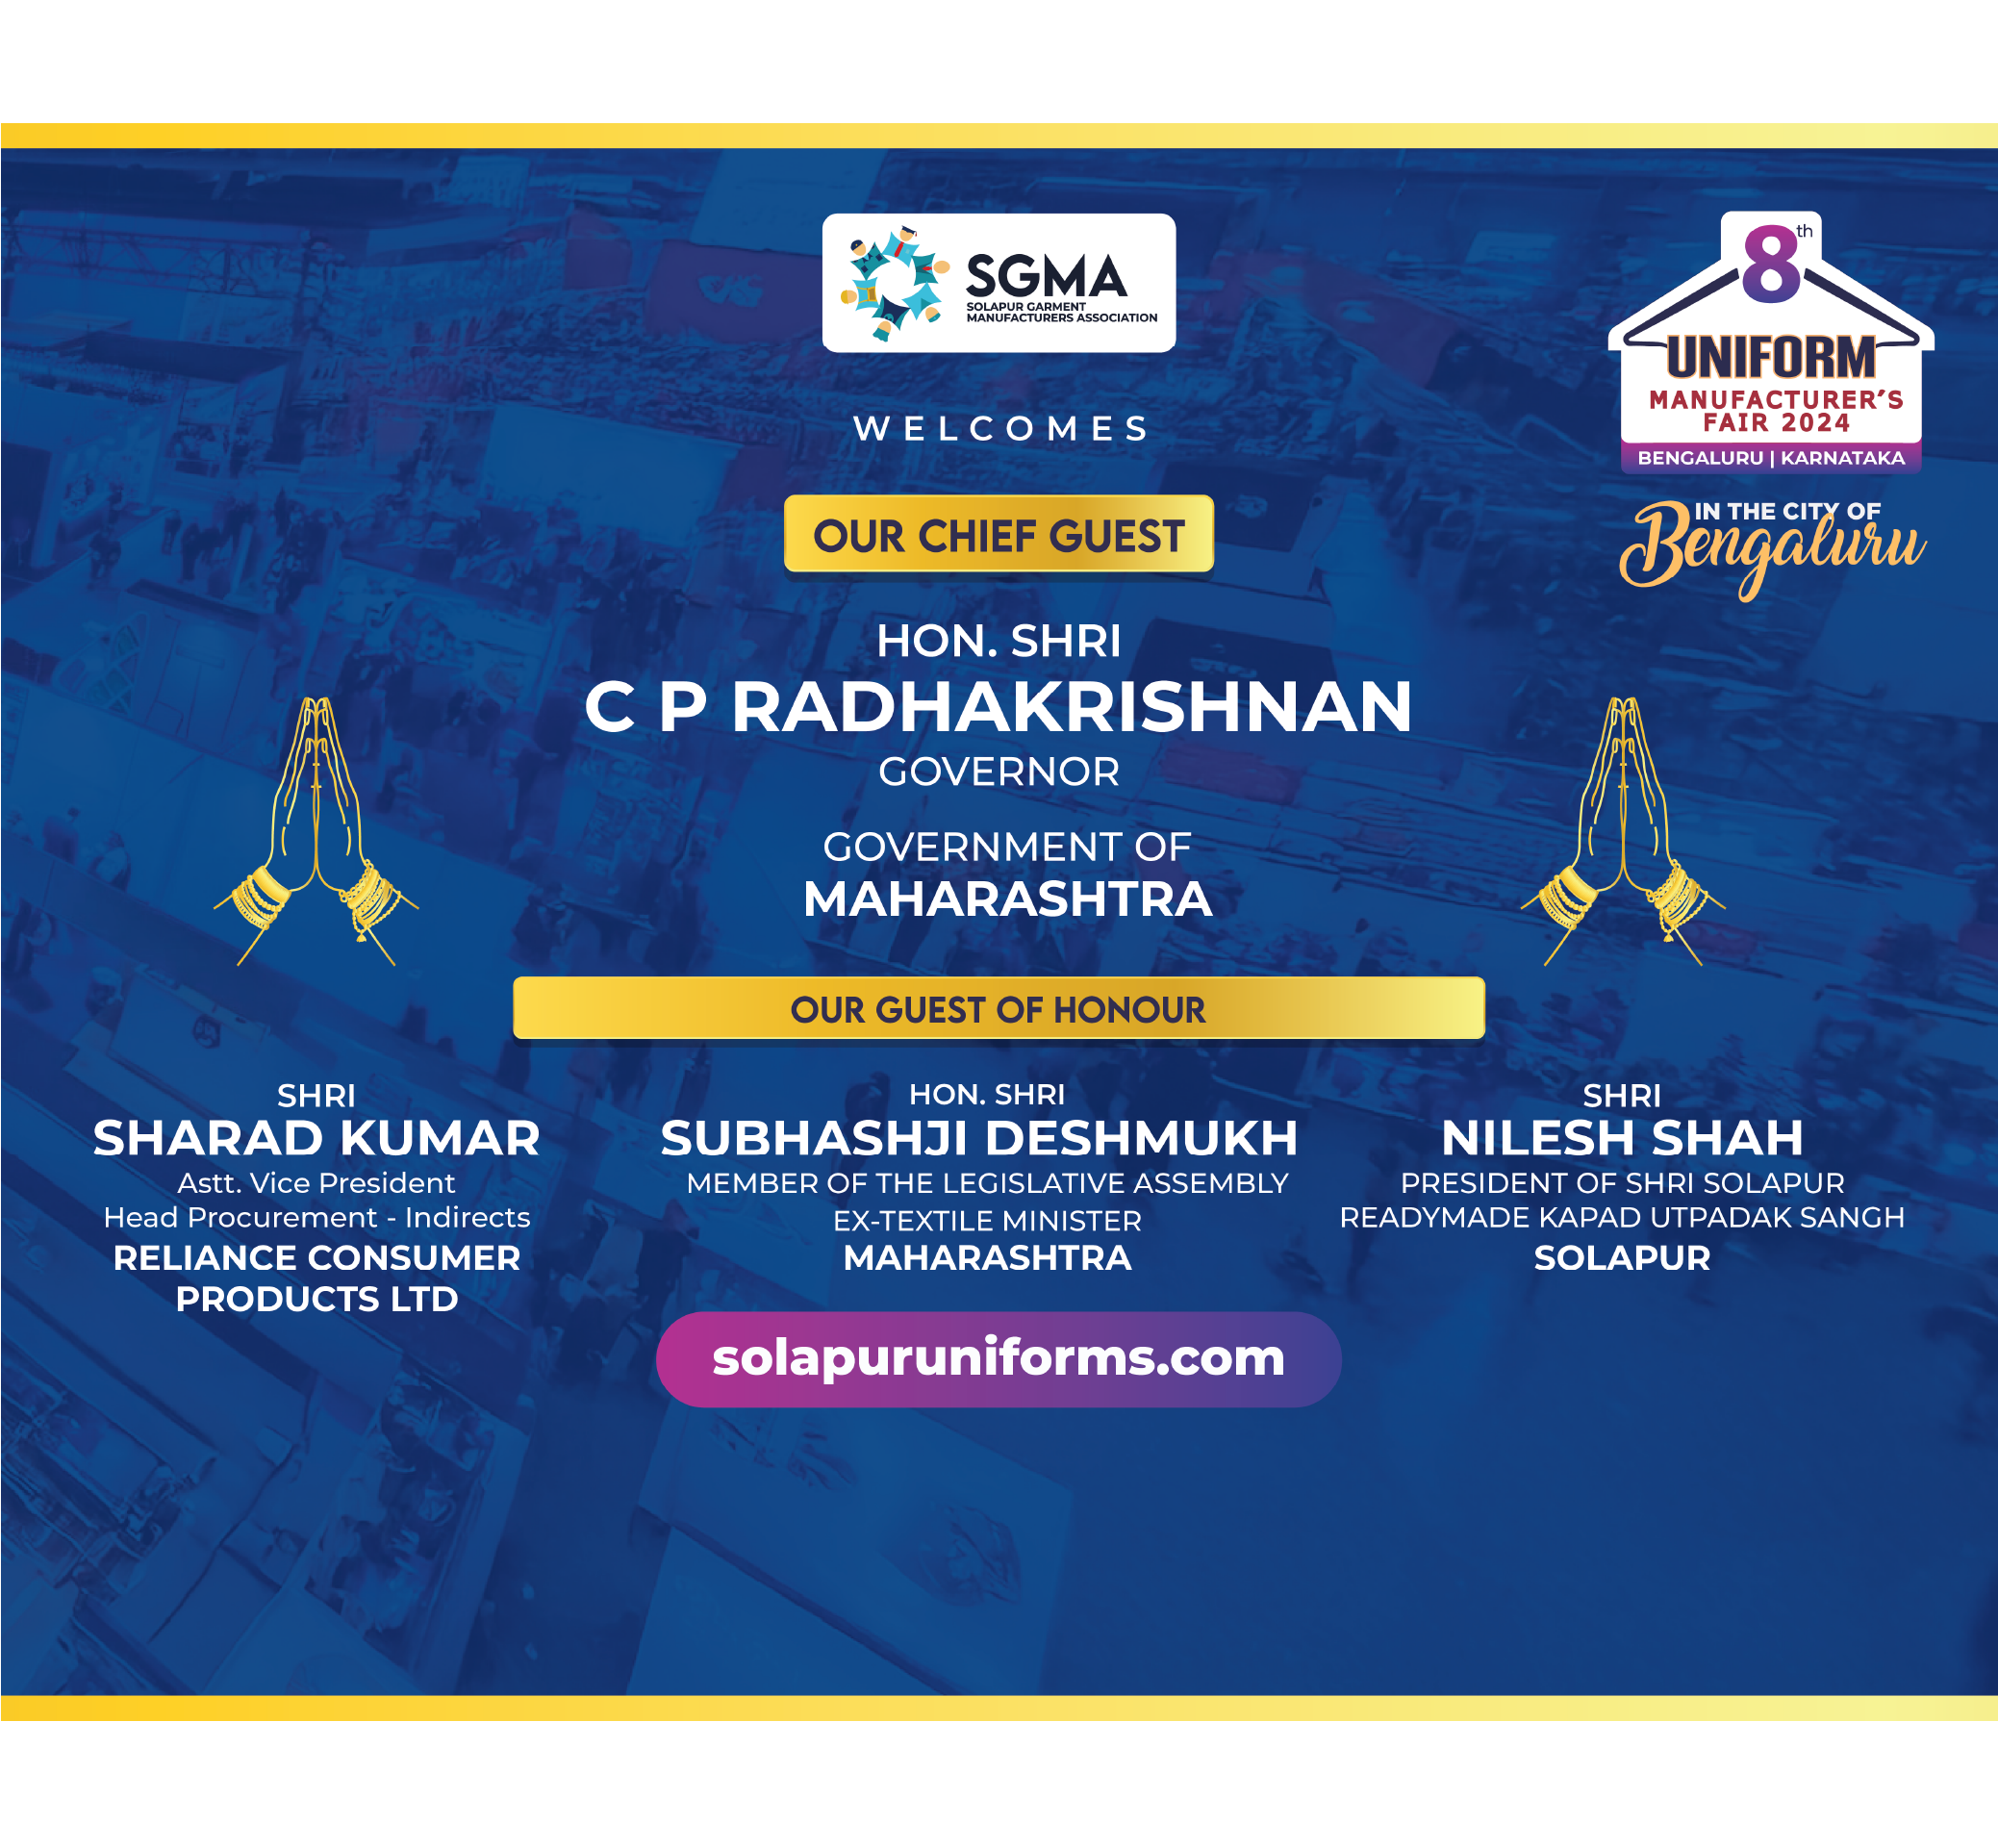 SGMA
SOLAPUR GARMENT
MANUFACTURERS ASSOCIATION
8th
UNIFORM
MANUFACTURER'S
FAIR 2024
BENGALURU | KARNATAKA
IN THE CITY OF
Bengaluru
WELCOMES
OUR CHIEF GUEST
HON. SHRI
C P RADHAKRISHNAN
GOVERNOR
GOVERNMENT OF
MAHARASHTRA
OUR GUEST OF HONOUR
SHRI
SHARAD KUMAR
Astt. Vice President
Head Procurement - Indirects
RELIANCE CONSUMER
PRODUCTS LTD
HON. SHRI
SUBHASHJI DESHMUKH
MEMBER OF THE LEGISLATIVE ASSEMBLY
EX-TEXTILE MINISTER
MAHARASHTRA
SHRI
NILESH SHAH
PRESIDENT OF SHRI SOLAPUR
READYMADE KAPAD UTPADAK SANGH
SOLAPUR
solapuruniforms.com